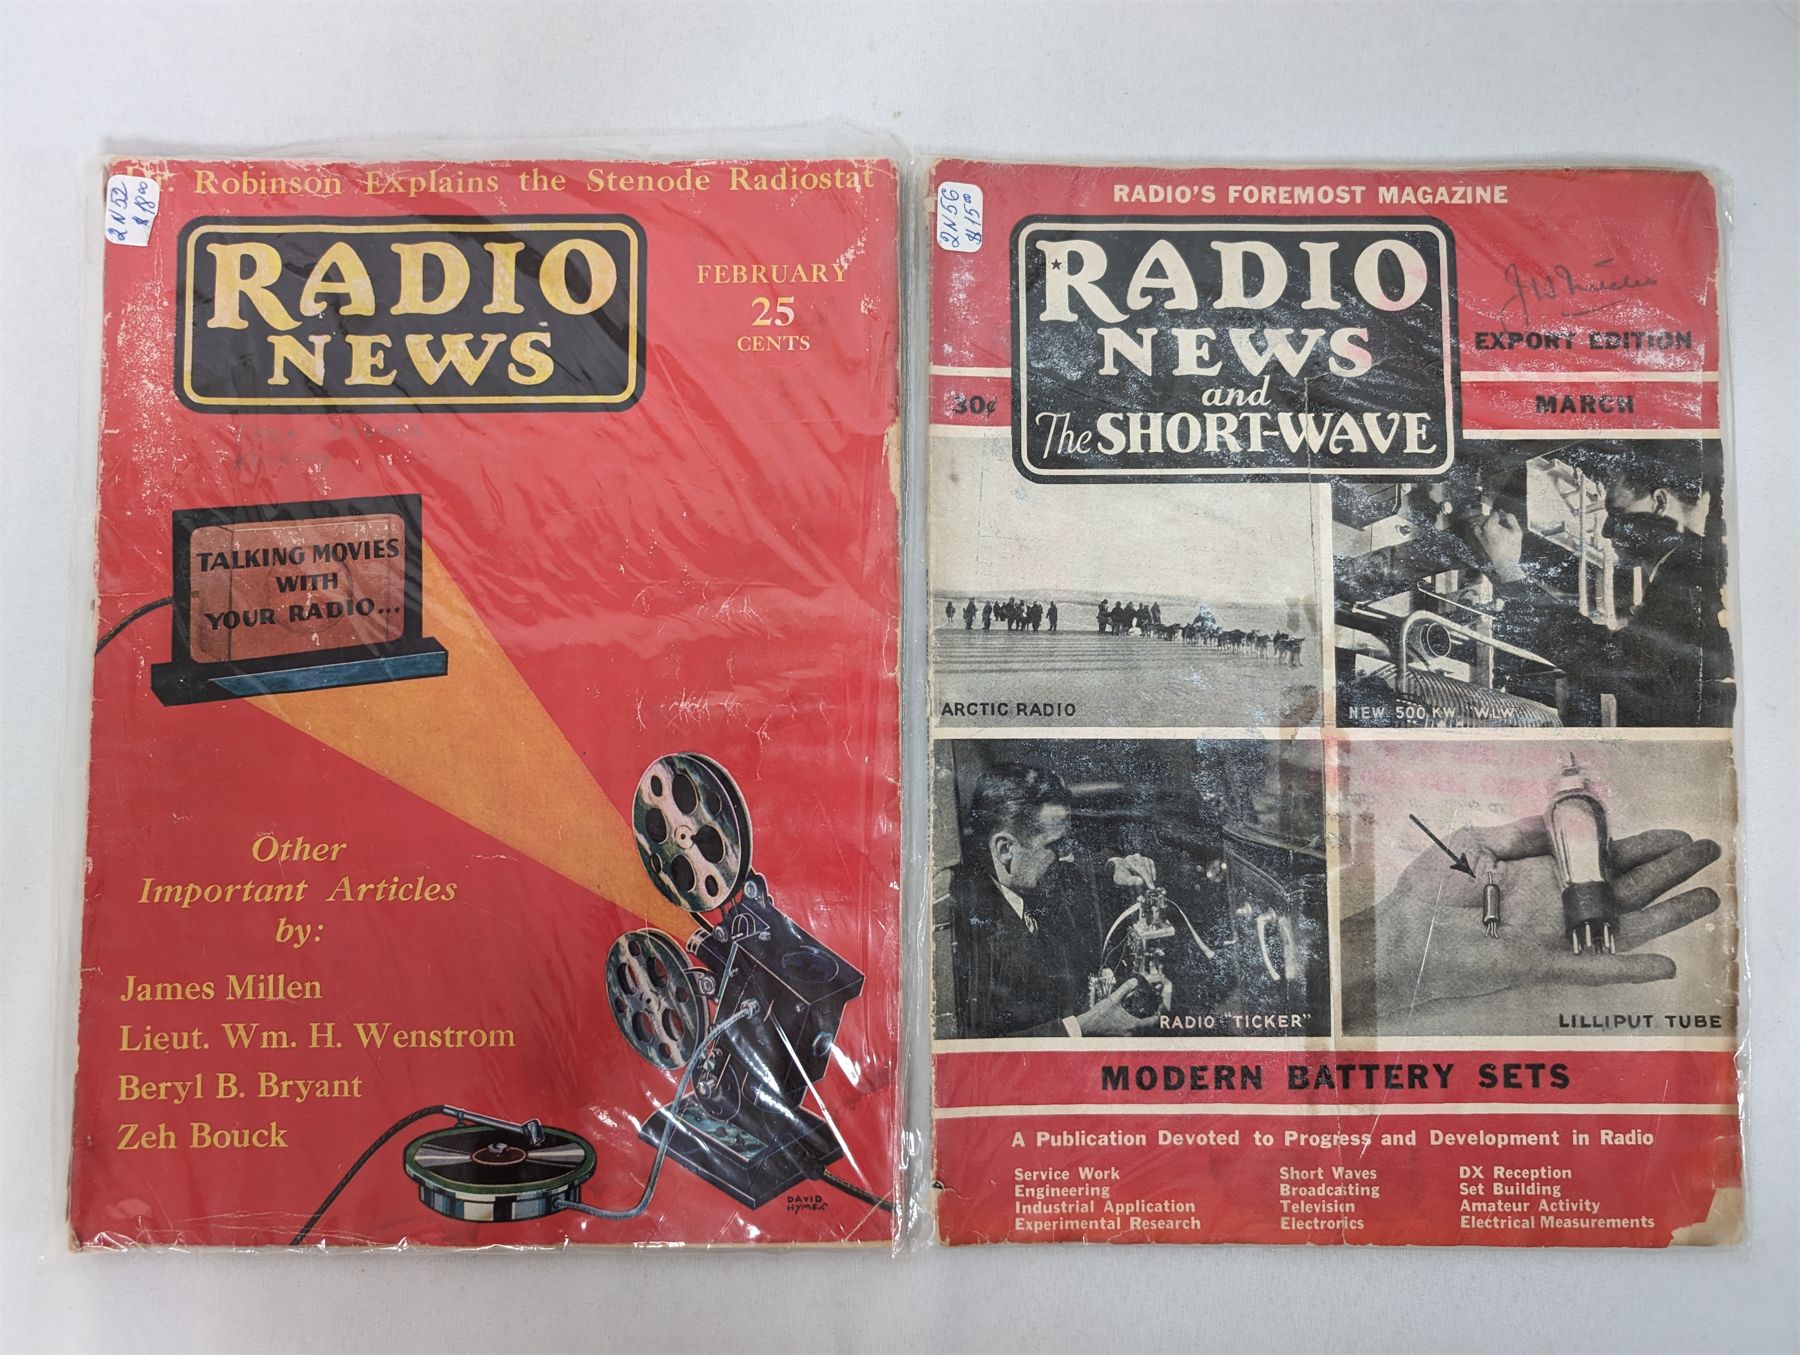 Dr. Robinson Explains the Stenode Radiostat
2N52
$18.00
RADIO
NEWS
FEBRUARY
25
CENTS
TALKING MOVIES
WITH
YOUR RADIO...
Other
Important Articles
by:
James Millen
Lieut. Wm. H. Wenstrom
Beryl B. Bryant
Zeh Bouck
DAVID
HYMES
2N56
$15.00
RADIO'S FOREMOST MAGAZINE
RADIO
NEWS
and
The SHORT-WAVE
EXPORT EDITION
30¢
MARCH
ARCTIC RADIO
NEW 500 KW. "WLW"
RADIO "TICKER"
LILLIPUT TUBE
MODERN BATTERY SETS
A Publication Devoted to Progress and Development in Radio
Service Work
Engineering
Industrial Application
Experimental Research
Short Waves
Broadcasting
Television
Electronics
DX Reception
Set Building
Amateur Activity
Electrical Measurements